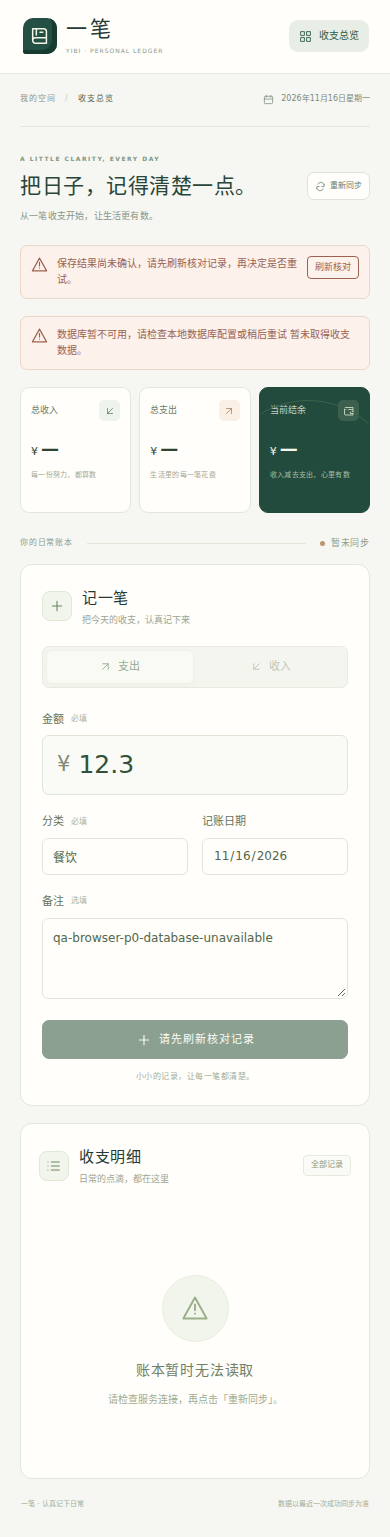 一笔
YIBI · PERSONAL LEDGER
收支总览
我的空间 / 收支总览
2026年11月16日星期一
A LITTLE CLARITY, EVERY DAY
把日子，记得清楚一点。
重新同步
从一笔收支开始，让生活更有数。
保存结果尚未确认，请先刷新核对记录，再决定是否重
试。
刷新核对
数据库暂不可用，请检查本地数据库配置或稍后重试 暂未取得收支
数据。
总收入
¥ —
每一份努力，都算数
总支出
¥ —
生活里的每一笔花费
当前结余
¥ —
收入减去支出，心里有数
你的日常账本
暂未同步
记一笔
把今天的收支，认真记下来
支出
收入
金额 必填
¥ 12.3
分类 必填
记账日期
餐饮
11/16/2026
备注 选填
qa-browser-p0-database-unavailable
请先刷新核对记录
小小的记录，让每一笔都清楚。
收支明细
日常的点滴，都在这里
全部记录
账本暂时无法读取
请检查服务连接，再点击「重新同步」。
一笔 · 认真记下日常
数据以最近一次成功同步为准